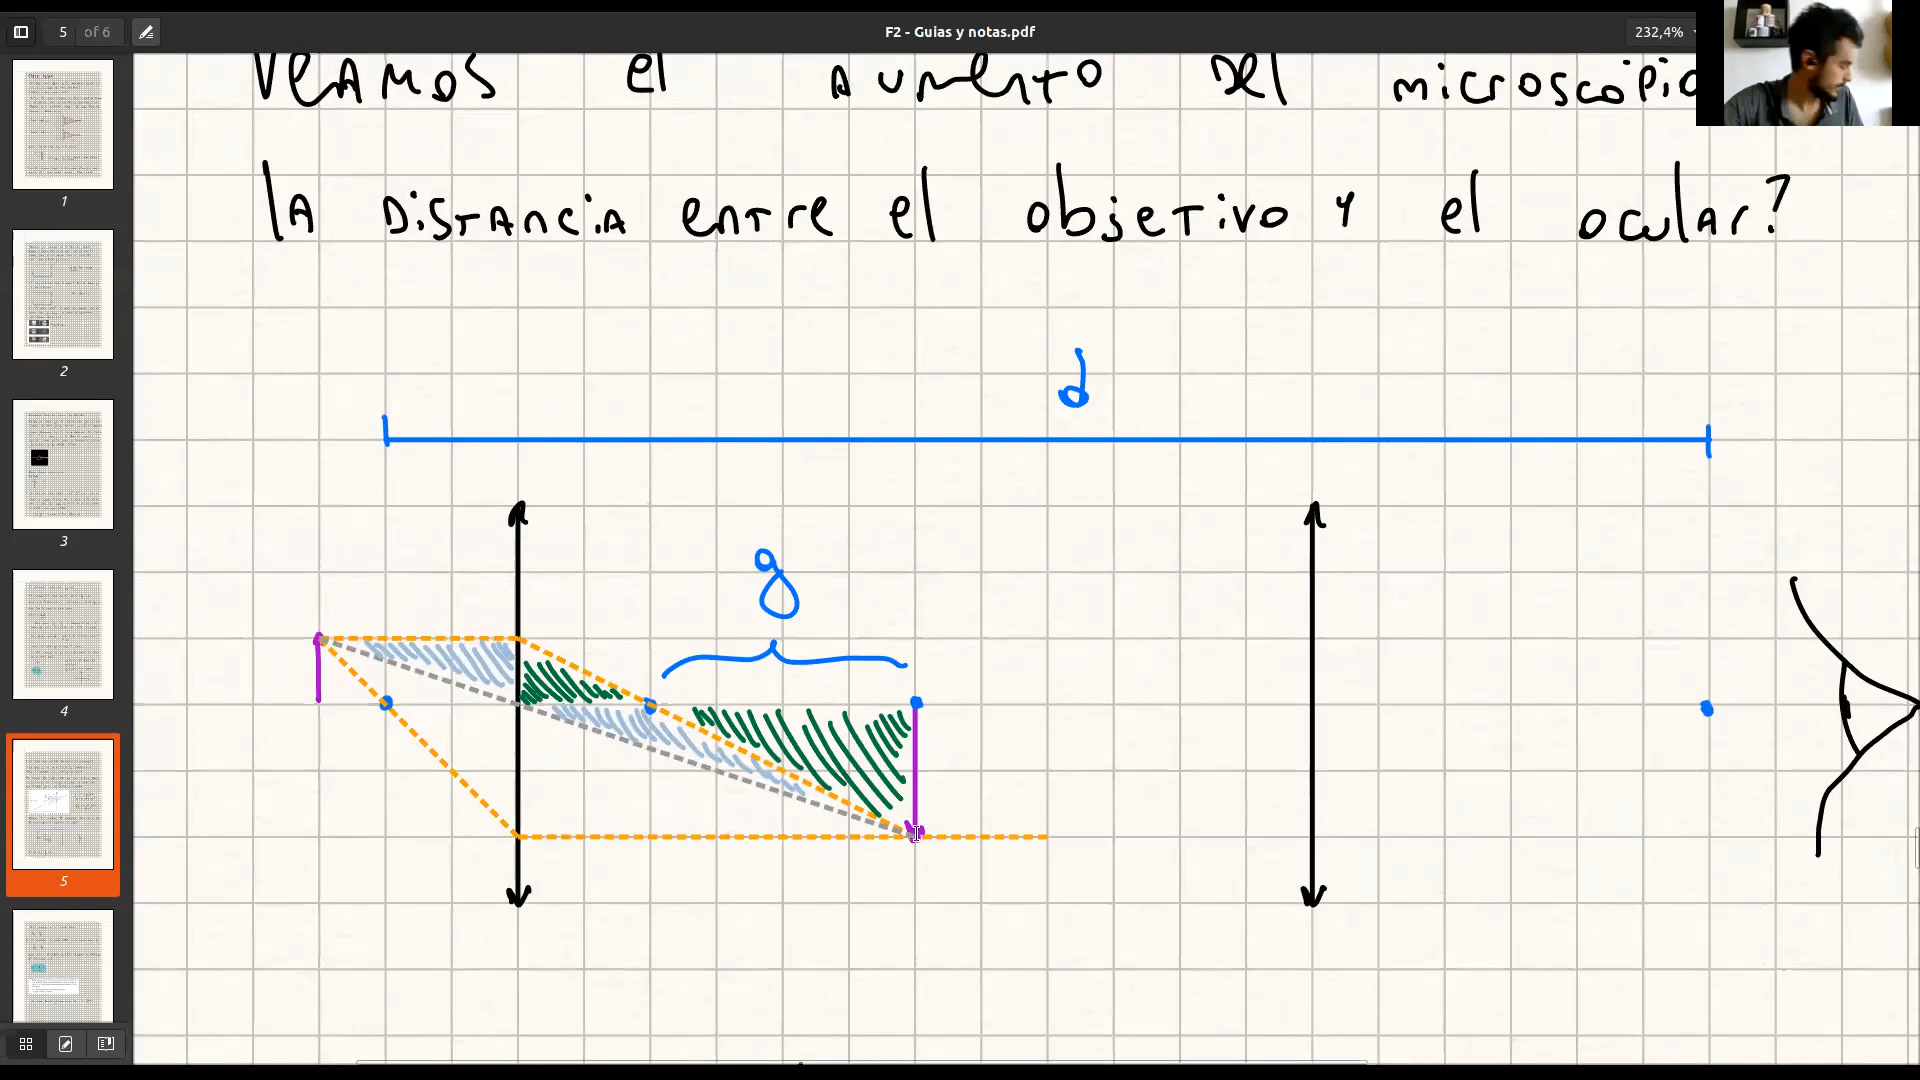 5 of 6
F2 - Guias y notas.pdf
232,4%
veamos el aumento del microscopio
la distancia entre el objetivo y el ocular?
d
g
1
2
3
4
5